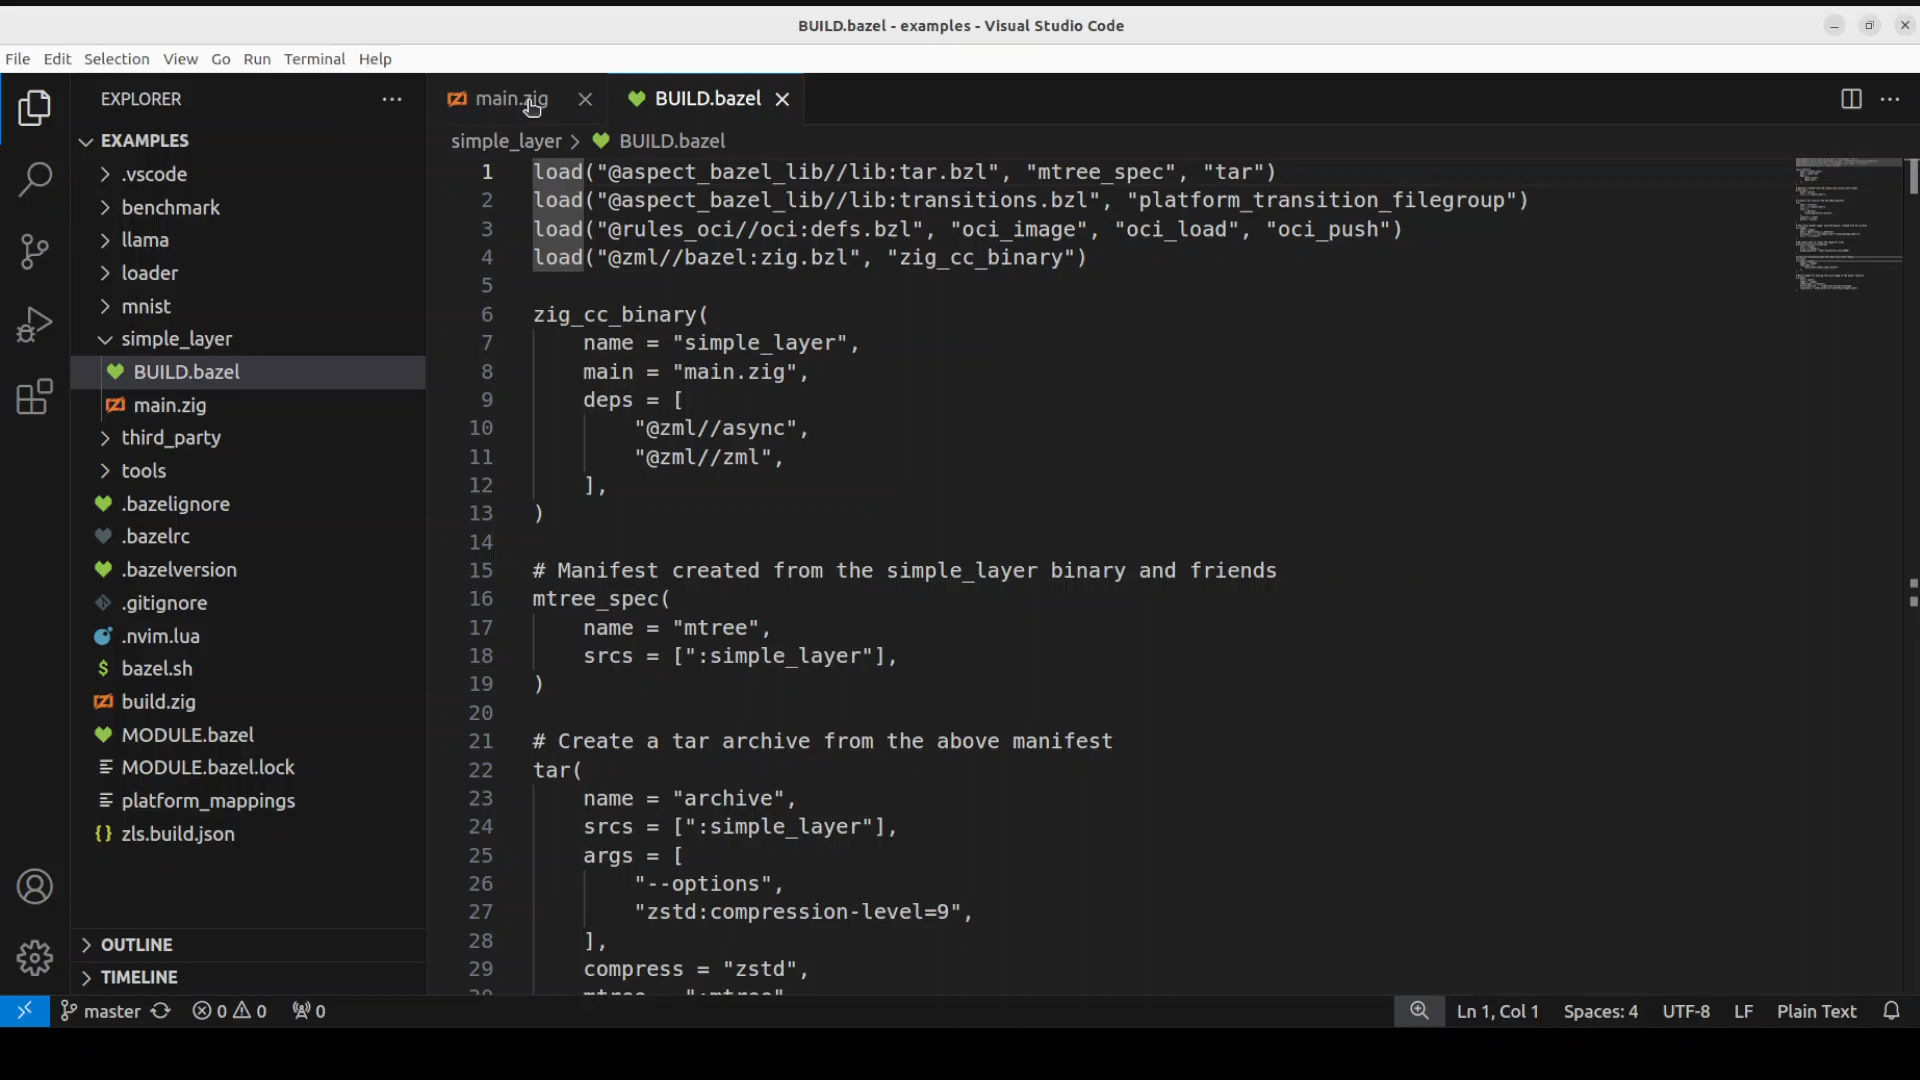 BUILD.bazel - examples - Visual Studio Code
File Edit Selection View Go Run Terminal Help
EXPLORER
EXAMPLES
.vscode
benchmark
llama
loader
mnist
simple_layer
BUILD.bazel
main.zig
third_party
tools
.bazelignore
.bazelrc
.bazelversion
.gitignore
.nvim.lua
bazel.sh
build.zig
MODULE.bazel
MODULE.bazel.lock
platform_mappings
zls.build.json
OUTLINE
TIMELINE
main.zig BUILD.bazel
simple_layer > BUILD.bazel
1 load("@aspect_bazel_lib//lib:tar.bzl", "mtree_spec", "tar")
2 load("@aspect_bazel_lib//lib:transitions.bzl", "platform_transition_filegroup")
3 load("@rules_oci//oci:defs.bzl", "oci_image", "oci_load", "oci_push")
4 load("@zml//bazel:zig.bzl", "zig_cc_binary")
5
6 zig_cc_binary(
7 name = "simple_layer",
8 main = "main.zig",
9 deps = [
10 "@zml//async",
11 "@zml//zml",
12 ],
13 )
14
15 # Manifest created from the simple_layer binary and friends
16 mtree_spec(
17 name = "mtree",
18 srcs = [":simple_layer"],
19 )
20
21 # Create a tar archive from the above manifest
22 tar(
23 name = "archive",
24 srcs = [":simple_layer"],
25 args = [
26 "--options",
27 "zstd:compression-level=9",
28 ],
29 compress = "zstd",
master 0 0 0 Ln 1, Col 1 Spaces: 4 UTF-8 LF Plain Text